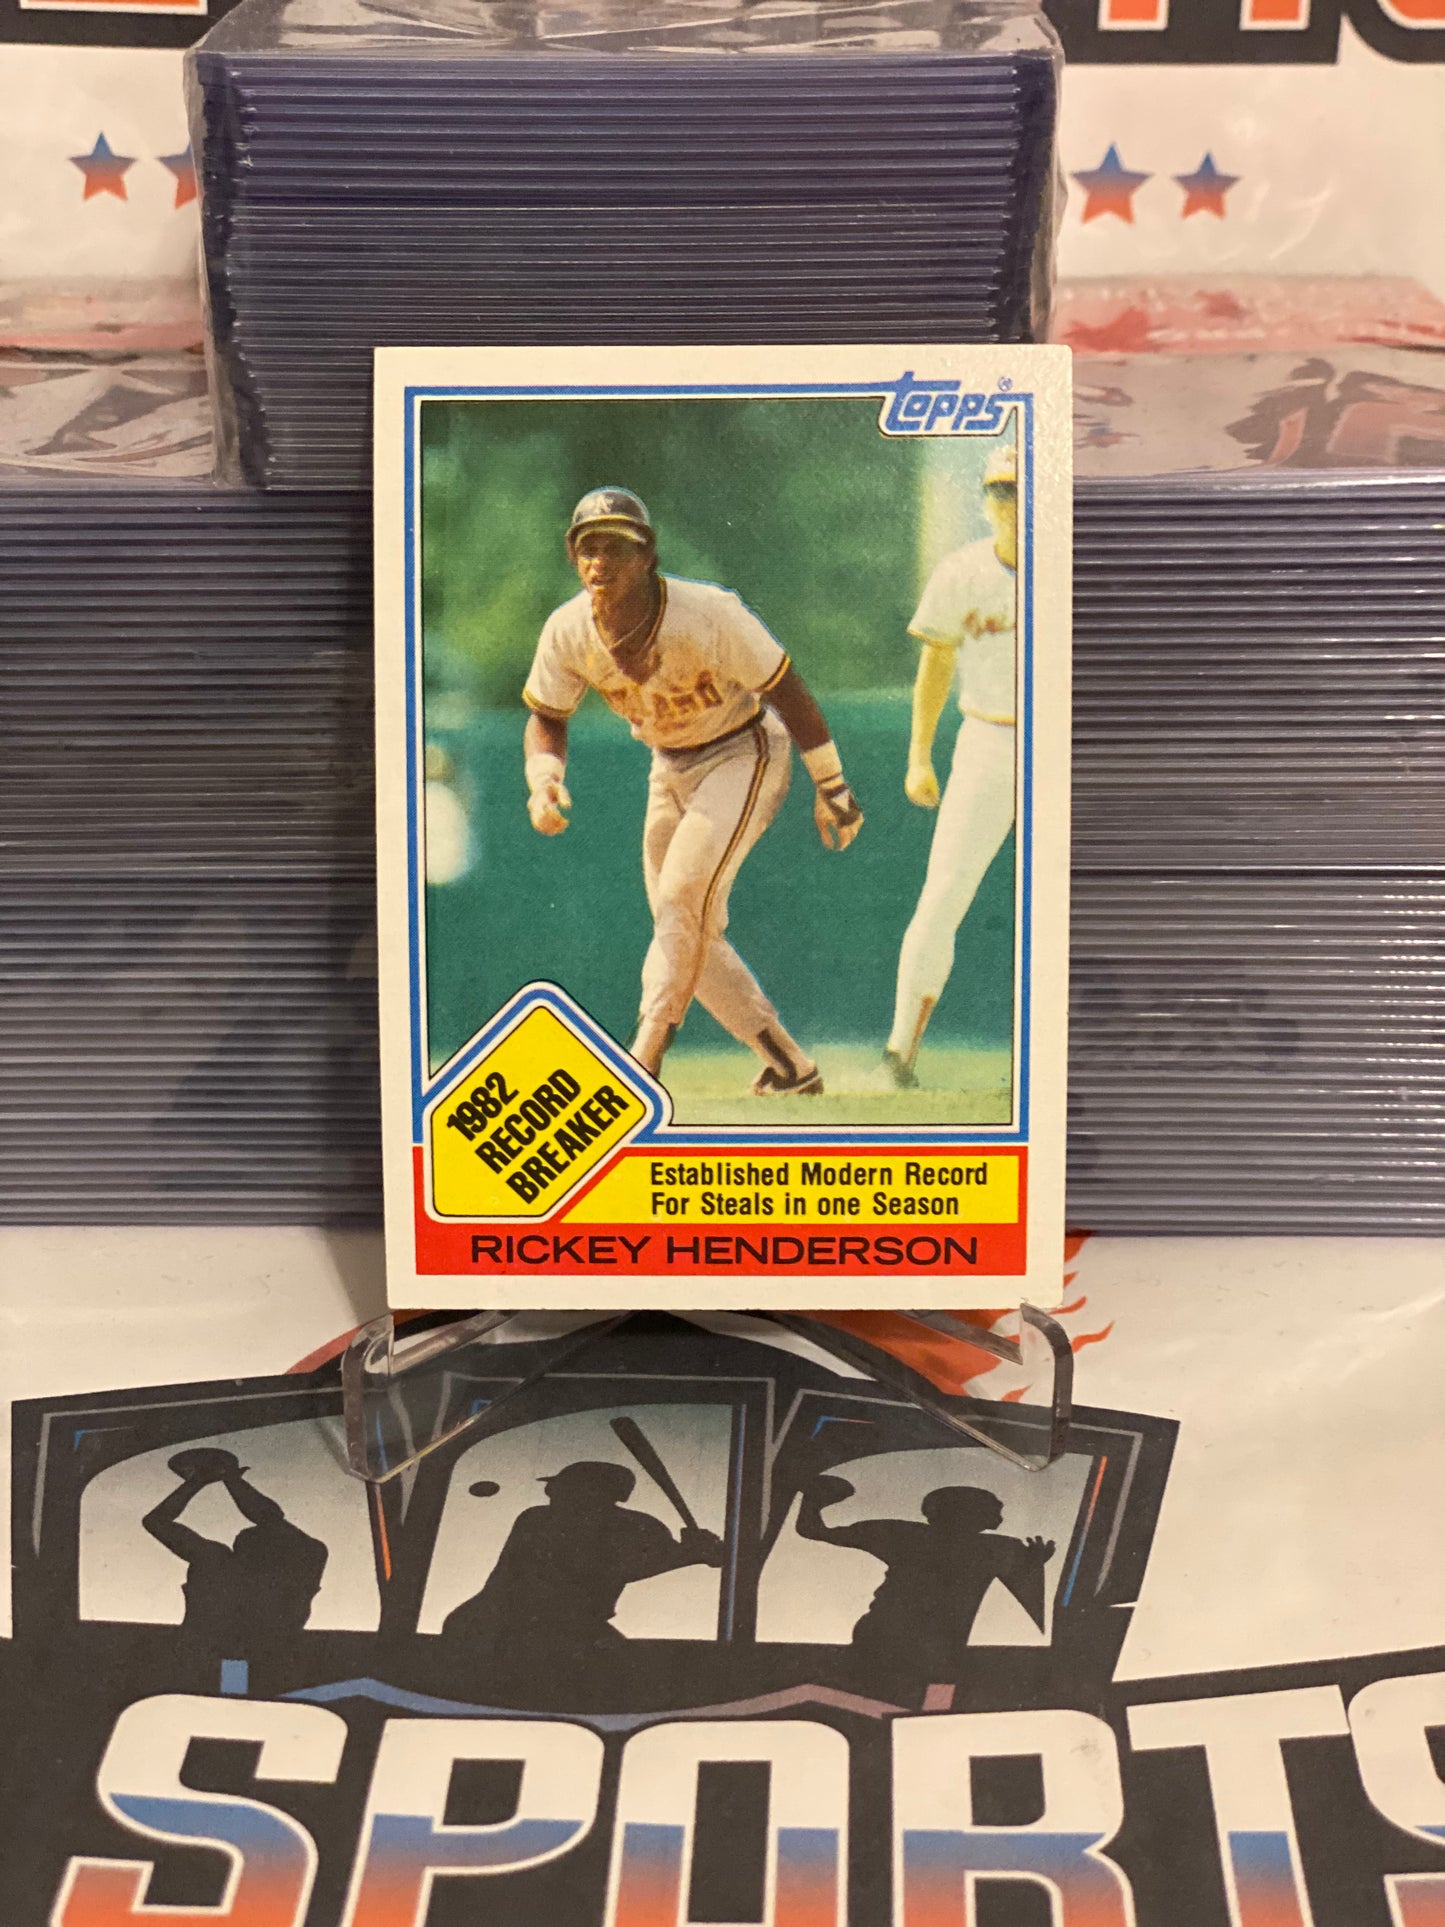 topps®
A's
1982
RECORD
BREAKER
Established Modern Record
For Steals in one Season
RICKEY HENDERSON
SPORTS